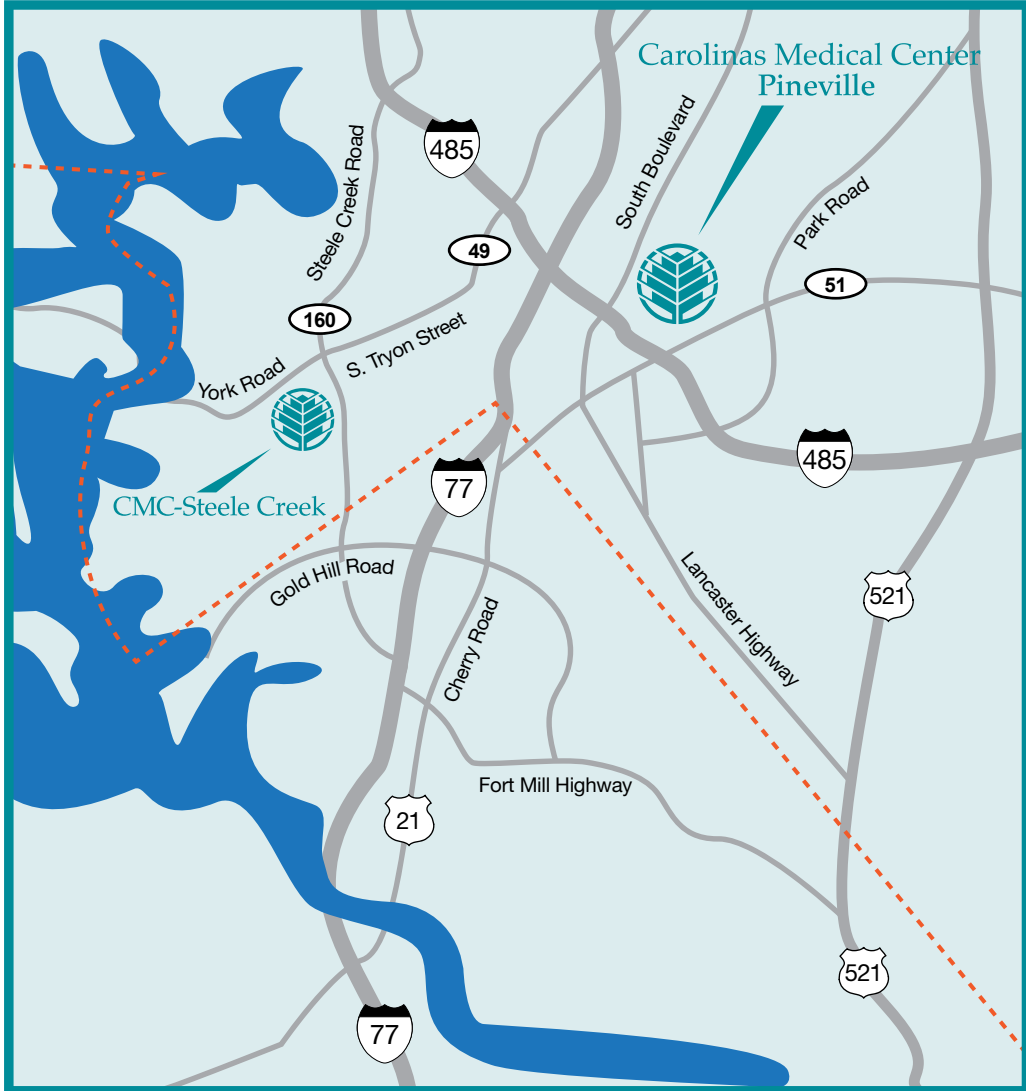 Carolinas Medical Center
Pineville
485
Steele Creek Road
South Boulevard
Park Road
49
51
160
S. Tryon Street
York Road
485
77
CMC-Steele Creek
Gold Hill Road
Lancaster Highway
521
Cherry Road
Fort Mill Highway
21
521
77